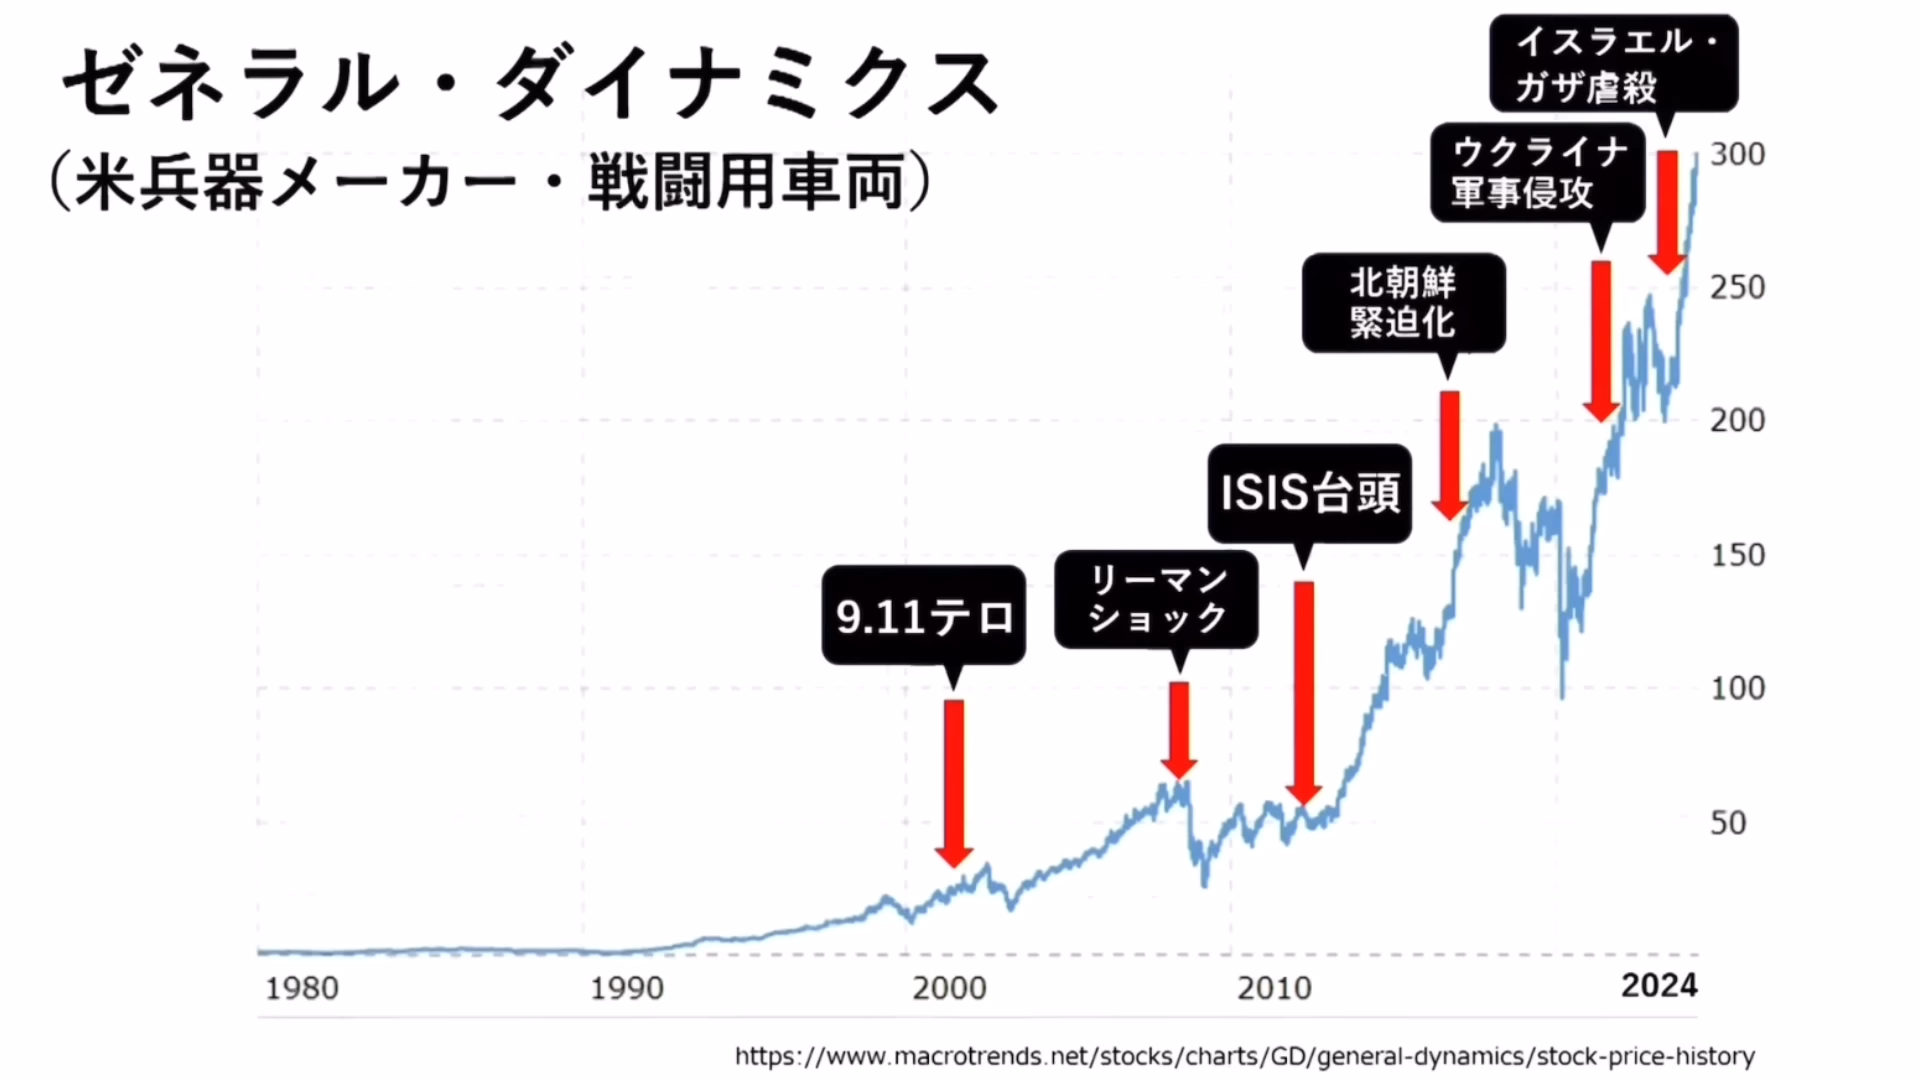 ゼネラル・ダイナミクス
（米兵器メーカー・戦闘用車両）
イスラエル・
ガザ虐殺
ウクライナ
軍事侵攻
北朝鮮
緊迫化
ISIS台頭
リーマン
ショック
9.11テロ
300
250
200
150
100
50
1980
1990
2000
2010
2024
https://www.macrotrends.net/stocks/charts/GD/general-dynamics/stock-price-history